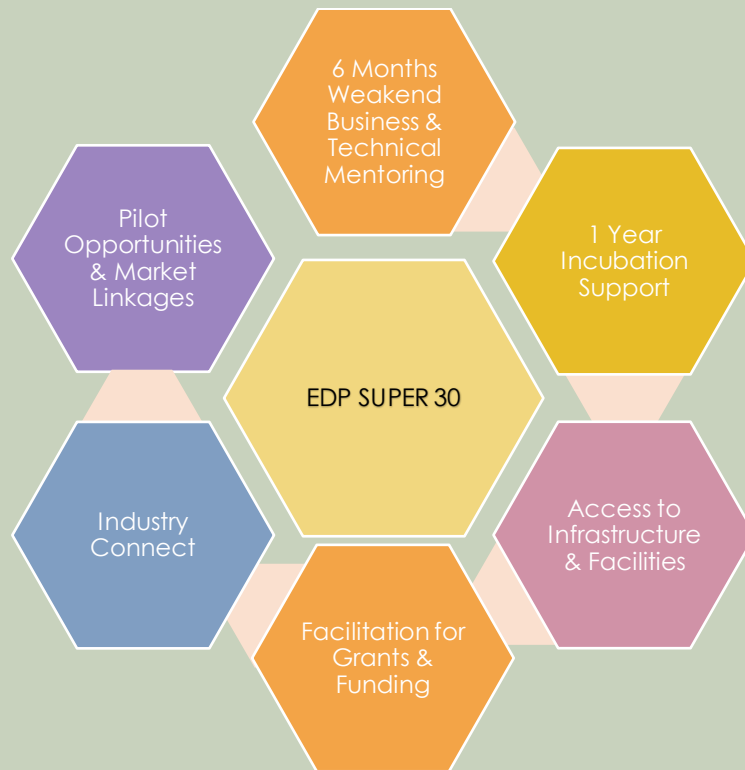 6 Months
Weakend
Business &
Technical
Mentoring
1 Year
Incubation
Support
Access to
Infrastructure
& Facilities
Facilitation for
Grants &
Funding
Industry
Connect
Pilot
Opportunities
& Market
Linkages
EDP SUPER 30